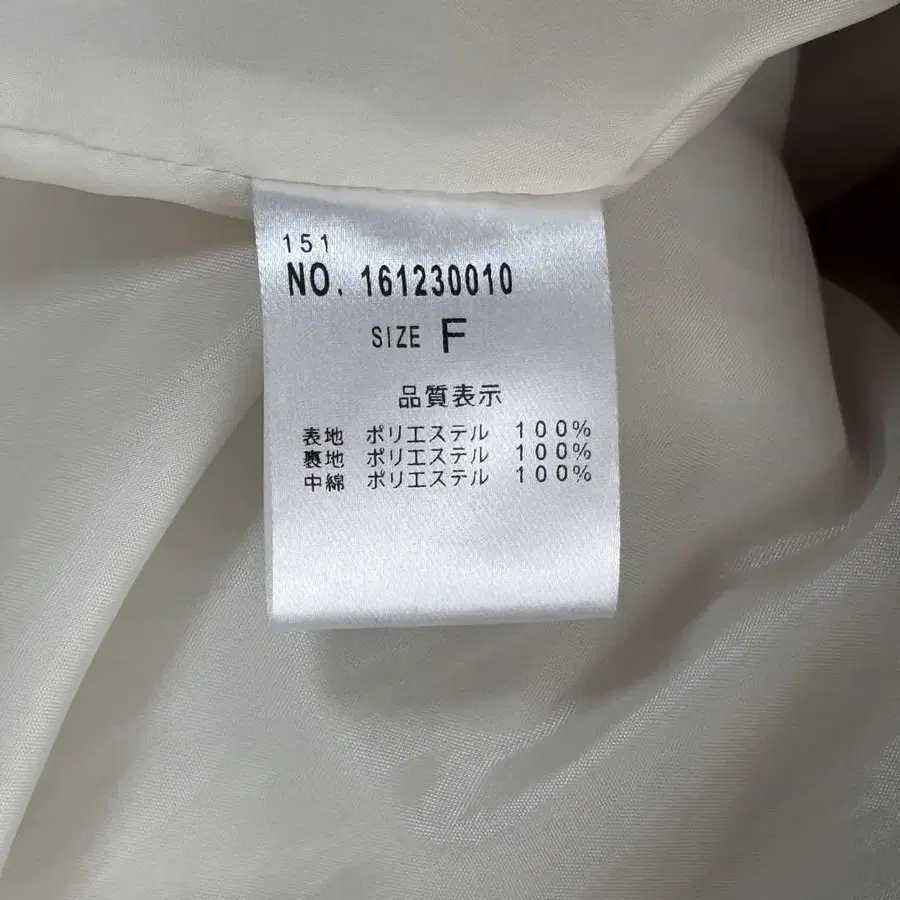 151
NO. 161230010
SIZE F
品質表示
表地 ポリエステル 100%
裏地 ポリエステル 100%
中綿 ポリエステル 100%